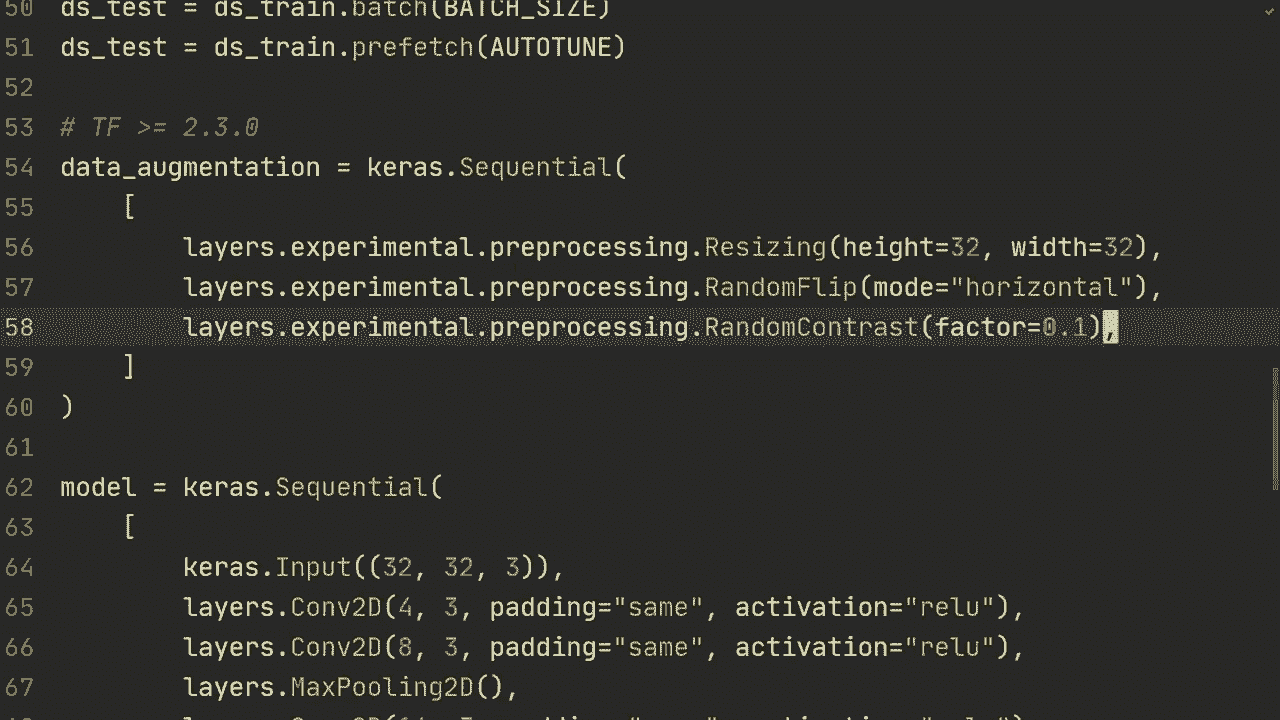 50 ds_test = ds_train.batch(BATCH_SIZE)
51 ds_test = ds_train.prefetch(AUTOTUNE)
52
53 # TF >= 2.3.0
54 data_augmentation = keras.Sequential(
55     [
56         layers.experimental.preprocessing.Resizing(height=32, width=32),
57         layers.experimental.preprocessing.RandomFlip(mode="horizontal"),
58         layers.experimental.preprocessing.RandomContrast(factor=0.1),
59     ]
60 )
61
62 model = keras.Sequential(
63     [
64         keras.Input((32, 32, 3)),
65         layers.Conv2D(4, 3, padding="same", activation="relu"),
66         layers.Conv2D(8, 3, padding="same", activation="relu"),
67         layers.MaxPooling2D(),